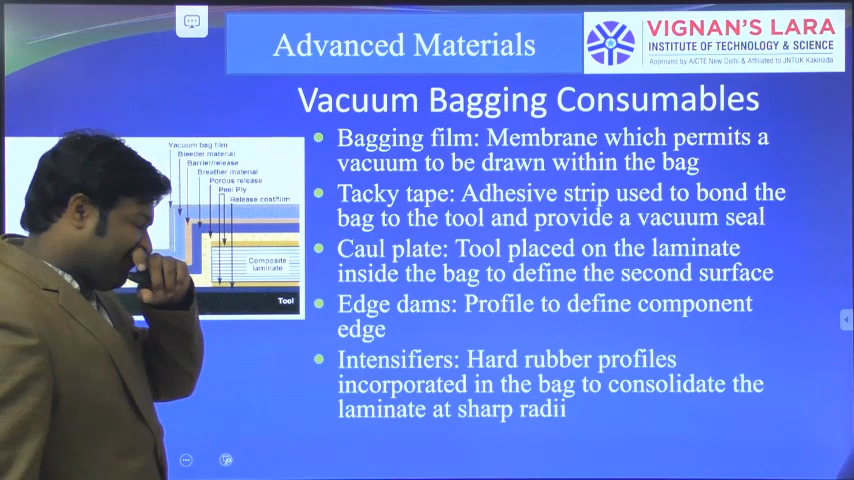 Advanced Materials
VIGNAN'S LARA
INSTITUTE OF TECHNOLOGY & SCIENCE
Approved by AICTE New Delhi & Affiliated to JNTUK Kakinada
Vacuum Bagging Consumables
Vacuum bag film
Bleeder material
Barrier/release
Breather material
Porous release
Peel Ply
Release cost/film
Composite
laminate
Tool
Bagging film: Membrane which permits a
vacuum to be drawn within the bag
Tacky tape: Adhesive strip used to bond the
bag to the tool and provide a vacuum seal
Caul plate: Tool placed on the laminate
inside the bag to define the second surface
Edge dams: Profile to define component
edge
Intensifiers: Hard rubber profiles
incorporated in the bag to consolidate the
laminate at sharp radii